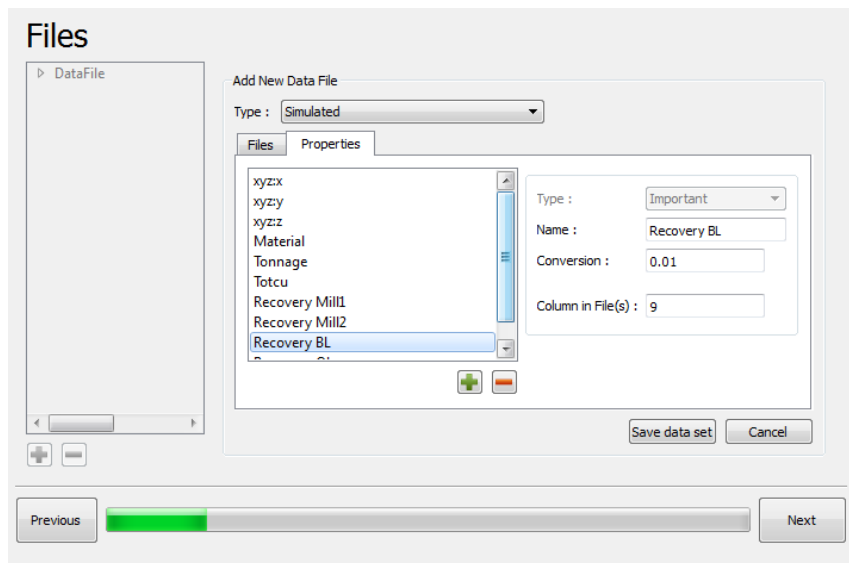 Files
DataFile
Add New Data File
Type : Simulated
Files Properties
xyz:x
xyz:y
xyz:z
Material
Tonnage
Totcu
Recovery Mill1
Recovery Mill2
Recovery BL
Type : Important
Name : Recovery BL
Conversion : 0.01
Column in File(s) : 9
Save data set Cancel
Previous Next